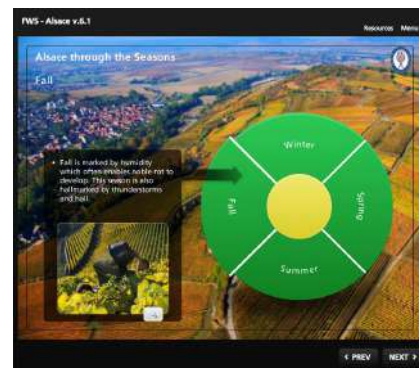 FWS - Alsace v.6.1
Resources Menu
Alsace through the Seasons
Fall
• Fall is marked by humidity
which often enables noble rot to
develop. This season is also
hallmarked by thunderstorms
and hail.
Winter
Fall
Spring
Summer
< PREV NEXT >